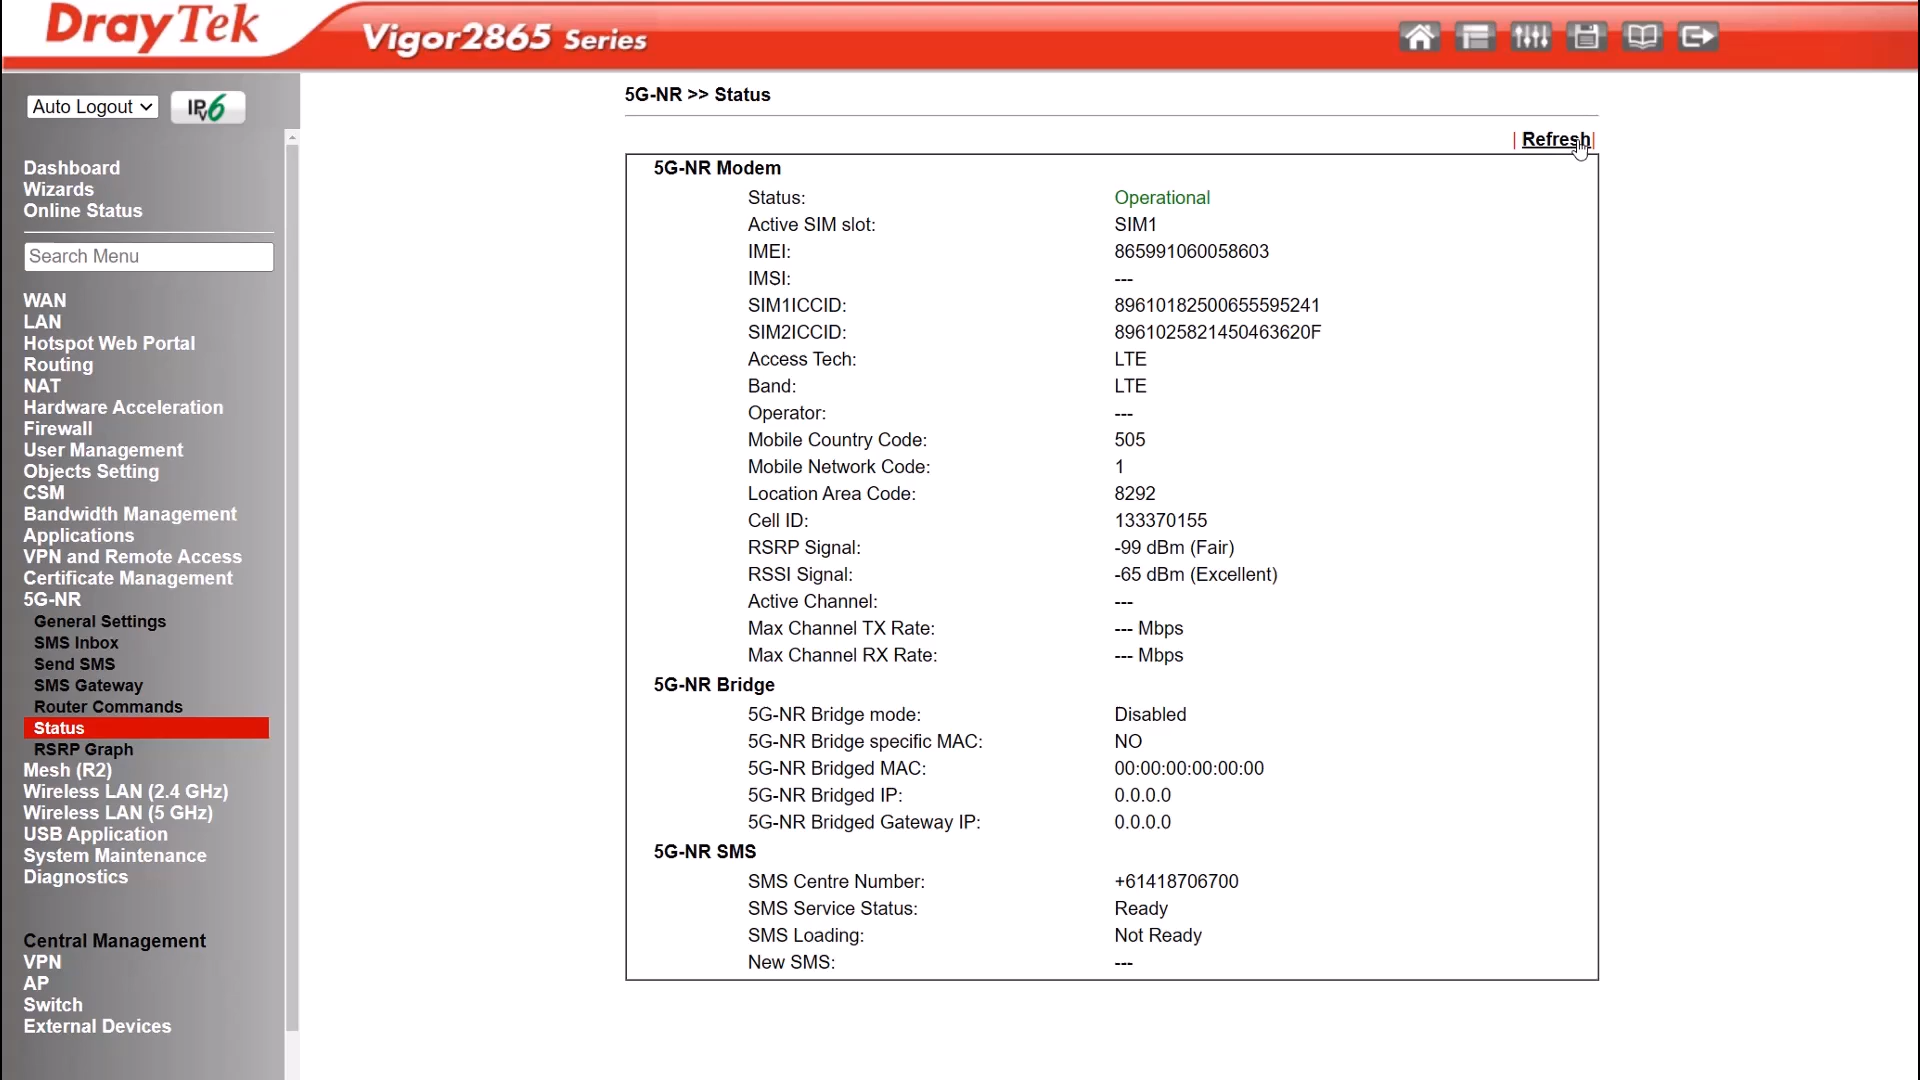 DrayTek
Vigor2865 Series
Auto Logout
IPv6
Dashboard
Wizards
Online Status
Search Menu
WAN
LAN
Hotspot Web Portal
Routing
NAT
Hardware Acceleration
Firewall
User Management
Objects Setting
CSM
Bandwidth Management
Applications
VPN and Remote Access
Certificate Management
5G-NR
General Settings
SMS Inbox
Send SMS
SMS Gateway
Router Commands
Status
RSRP Graph
Mesh (R2)
Wireless LAN (2.4 GHz)
Wireless LAN (5 GHz)
USB Application
System Maintenance
Diagnostics
Central Management
VPN
AP
Switch
External Devices
5G-NR >> Status
| Refresh |
5G-NR Modem
Status: Operational
Active SIM slot: SIM1
IMEI: 865991060058603
IMSI: ---
SIM1ICCID: 89610182500655595241
SIM2ICCID: 8961025821450463620F
Access Tech: LTE
Band: LTE
Operator: ---
Mobile Country Code: 505
Mobile Network Code: 1
Location Area Code: 8292
Cell ID: 133370155
RSRP Signal: -99 dBm (Fair)
RSSI Signal: -65 dBm (Excellent)
Active Channel: ---
Max Channel TX Rate: --- Mbps
Max Channel RX Rate: --- Mbps
5G-NR Bridge
5G-NR Bridge mode: Disabled
5G-NR Bridge specific MAC: NO
5G-NR Bridged MAC: 00:00:00:00:00:00
5G-NR Bridged IP: 0.0.0.0
5G-NR Bridged Gateway IP: 0.0.0.0
5G-NR SMS
SMS Centre Number: +61418706700
SMS Service Status: Ready
SMS Loading: Not Ready
New SMS: ---